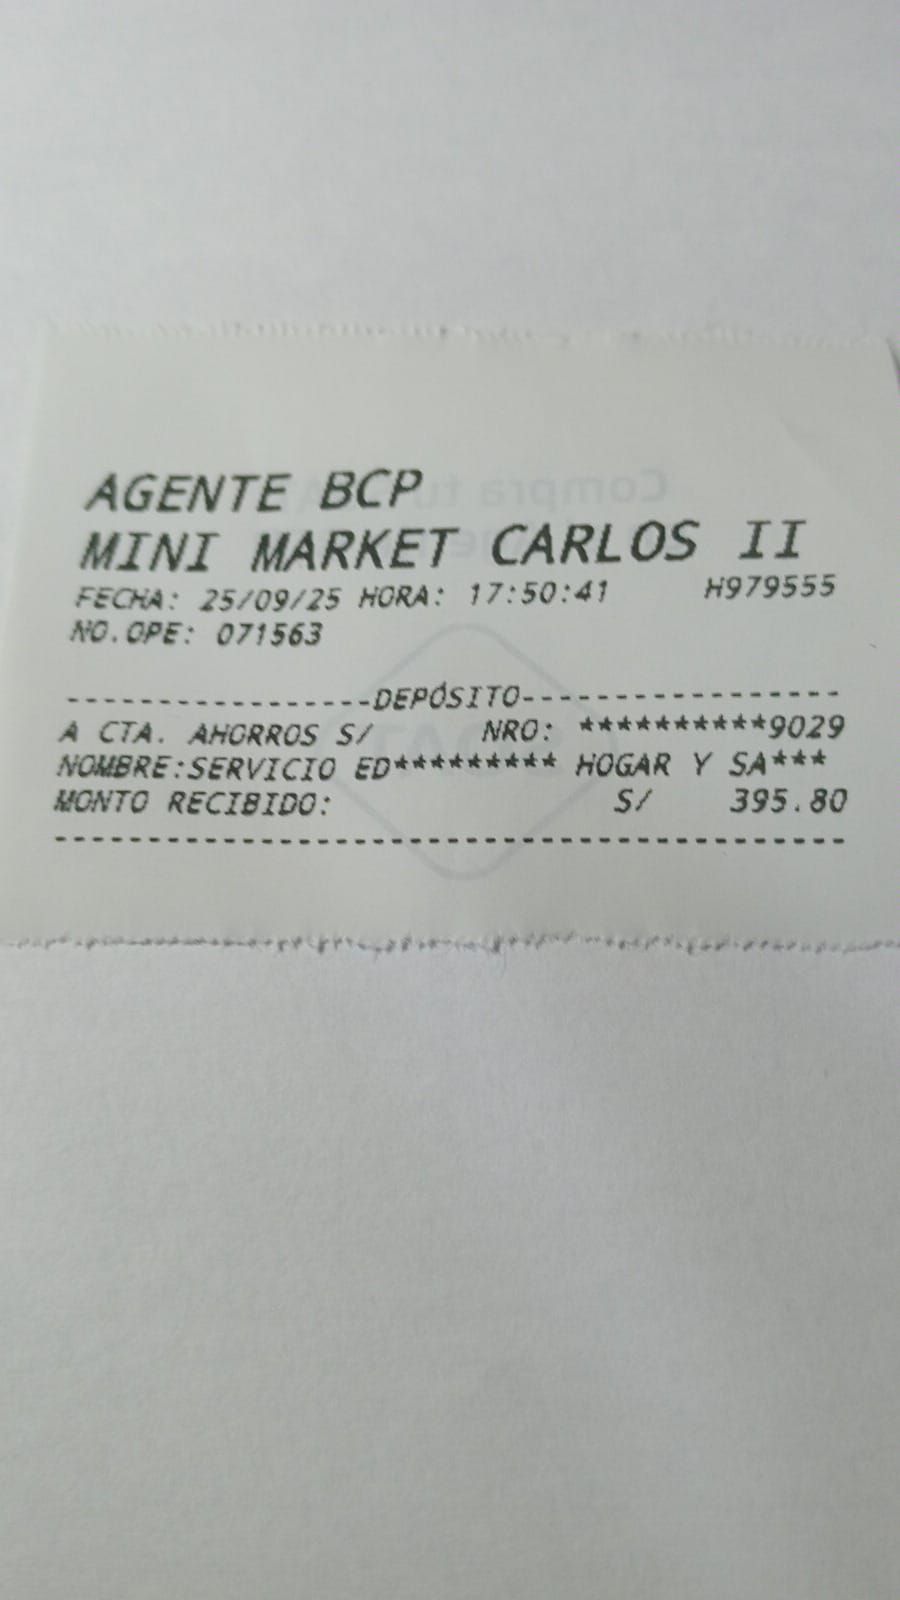 AGENTE BCP
MINI MARKET CARLOS II
FECHA: 25/09/25 HORA: 17:50:41 H979555
NO.OPE: 071563
-----------------DEPÓSITO------------------
A CTA. AHORROS S/ NRO: **********9029
NOMBRE:SERVICIO ED********* HOGAR Y SA***
MONTO RECIBIDO: S/ 395.80
-------------------------------------------